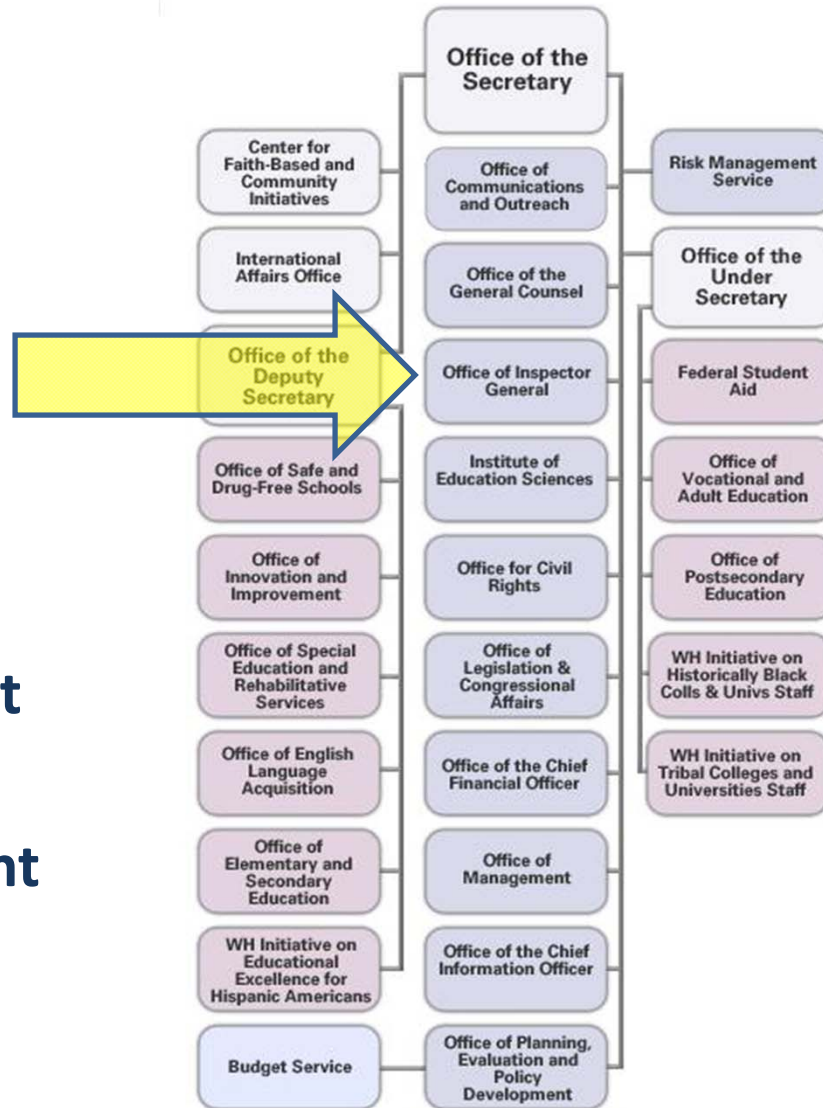 Office of the
Secretary
Center for
Faith-Based and
Community
Initiatives
International
Affairs Office
Office of the
Deputy
Secretary
Office of Safe and
Drug-Free Schools
Office of
Innovation and
Improvement
Office of Special
Education and
Rehabilitative
Services
Office of English
Language
Acquisition
Office of
Elementary and
Secondary
Education
WH Initiative on
Educational
Excellence for
Hispanic Americans
Budget Service
Office of
Communications
and Outreach
Office of the
General Counsel
Office of Inspector
General
Institute of
Education Sciences
Office for Civil
Rights
Office of
Legislation &
Congressional
Affairs
Office of the Chief
Financial Officer
Office of
Management
Office of the Chief
Information Officer
Office of Planning,
Evaluation and
Policy
Development
Risk Management
Service
Office of the
Under
Secretary
Federal Student
Aid
Office of
Vocational and
Adult Education
Office of
Postsecondary
Education
WH Initiative on
Historically Black
Colls & Univs Staff
WH Initiative on
Tribal Colleges and
Universities Staff
t
nt